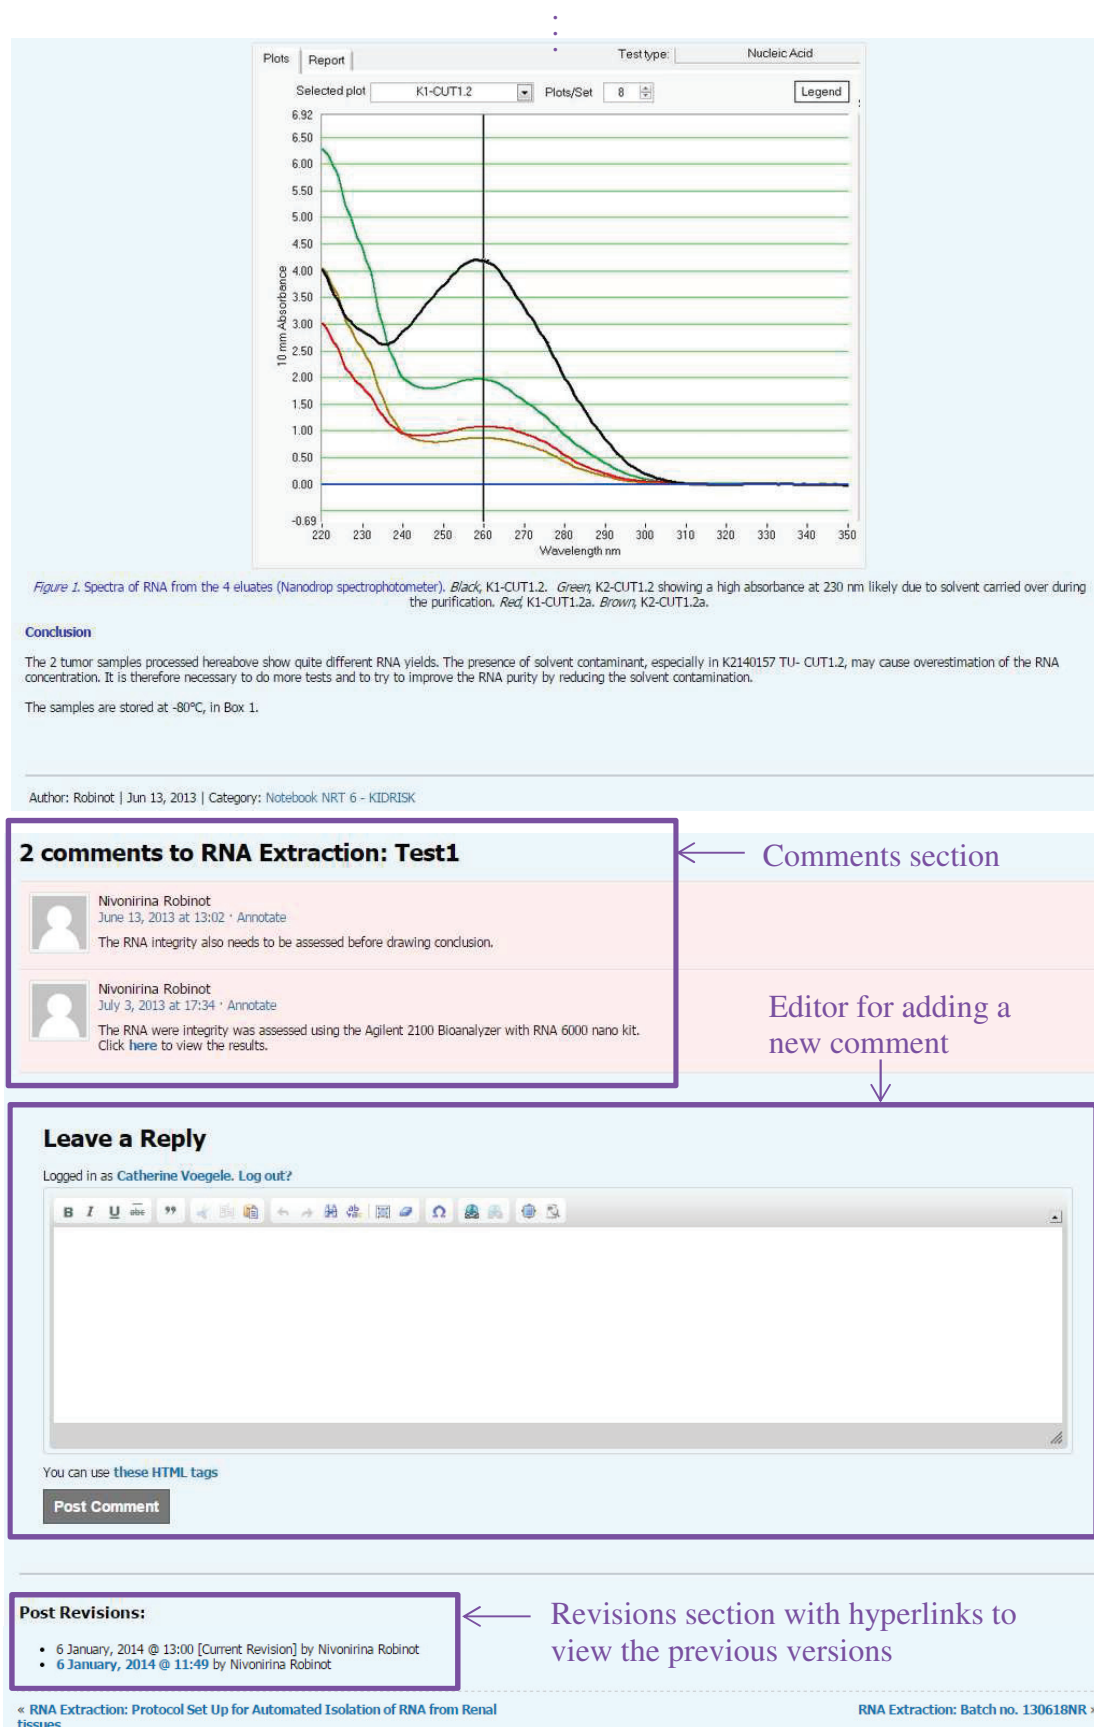 Plots Report Test type: Nucleic Acid
Selected plot K1-CUT1.2 Plots/Set 8 Legend
6.92
6.50
6.00
5.50
5.00
4.50
4.00
3.50
3.00
2.50
2.00
1.50
1.00
0.50
0.00
-0.69
10 mm Absorbance
220 230 240 250 260 270 280 290 300 310 320 330 340 350
Wavelength nm
Figure 1. Spectra of RNA from the 4 eluates (Nanodrop spectrophotometer). Black, K1-CUT1.2. Green, K2-CUT1.2 showing a high absorbance at 230 nm likely due to solvent carried over during
the purification. Red, K1-CUT1.2a. Brown, K2-CUT1.2a.
Conclusion
The 2 tumor samples processed hereabove show quite different RNA yields. The presence of solvent contaminant, especially in K2140157 TU- CUT1.2, may cause overestimation of the RNA
concentration. It is therefore necessary to do more tests and to try to improve the RNA purity by reducing the solvent contamination.
The samples are stored at -80°C, in Box 1.
Author: Robinot | Jun 13, 2013 | Category: Notebook NRT 6 - KIDRISK
2 comments to RNA Extraction: Test1
Comments section
Nivonirina Robinot
June 13, 2013 at 13:02 · Annotate
The RNA integrity also needs to be assessed before drawing conclusion.
Nivonirina Robinot
July 3, 2013 at 17:34 · Annotate
The RNA were integrity was assessed using the Agilent 2100 Bioanalyzer with RNA 6000 nano kit.
Click here to view the results.
Editor for adding a
new comment
Leave a Reply
Logged in as Catherine Voegele. Log out?
B I U abc
You can use these HTML tags
Post Comment
Post Revisions:
6 January, 2014 @ 13:00 [Current Revision] by Nivonirina Robinot
6 January, 2014 @ 11:49 by Nivonirina Robinot
Revisions section with hyperlinks to
view the previous versions
« RNA Extraction: Protocol Set Up for Automated Isolation of RNA from Renal
tissues
RNA Extraction: Batch no. 130618NR »